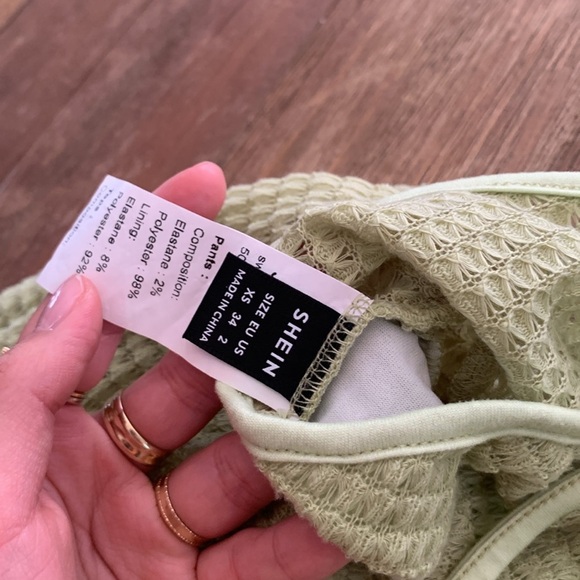 SHEIN
SIZE EU US
XS 34 2
MADE IN CHINA
Pants :
Composition:
Elastane : 2%
Polyester : 98%
Lining:
Elastane : 8%
Polyester : 92%